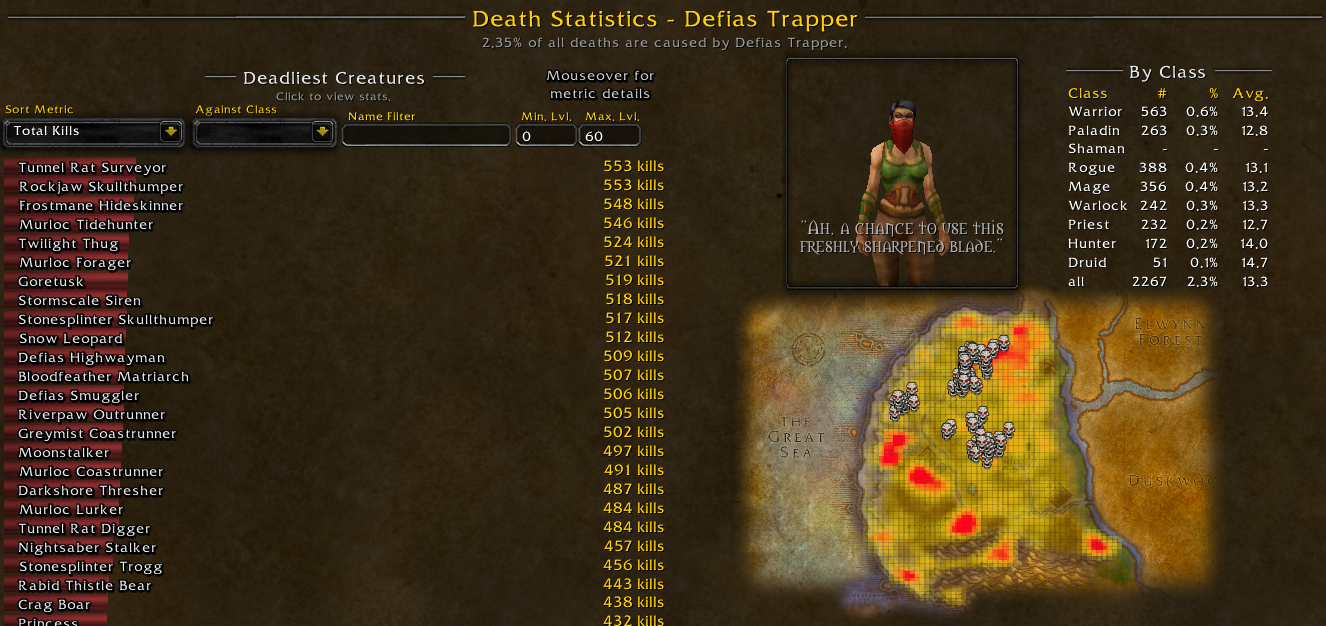 Death Statistics - Defias Trapper
2.35% of all deaths are caused by Defias Trapper.
Deadliest Creatures
Click to view stats.
Mouseover for
metric details
Sort Metric
Against Class
Name Filter
Min. Lvl.
Max. Lvl.
Total Kills
0
60
Tunnel Rat Surveyor 553 kills
Rockjaw Skullthumper 553 kills
Frostmane Hideskinner 548 kills
Murloc Tidehunter 546 kills
Twilight Thug 524 kills
Murloc Forager 521 kills
Goretusk 519 kills
Stormscale Siren 518 kills
Stonesplinter Skullthumper 517 kills
Snow Leopard 512 kills
Defias Highwayman 509 kills
Bloodfeather Matriarch 507 kills
Defias Smuggler 506 kills
Riverpaw Outrunner 505 kills
Greymist Coastrunner 502 kills
Moonstalker 497 kills
Murloc Coastrunner 491 kills
Darkshore Thresher 487 kills
Murloc Lurker 484 kills
Tunnel Rat Digger 484 kills
Nightsaber Stalker 457 kills
Stonesplinter Trogg 456 kills
Rabid Thistle Bear 443 kills
Crag Boar 438 kills
Princess 432 kills
"Ah, a chance to use this
freshly sharpened blade."
By Class
Class # % Avg.
Warrior 563 0.6% 13.4
Paladin 263 0.3% 12.8
Shaman - - -
Rogue 388 0.4% 13.1
Mage 356 0.4% 13.2
Warlock 242 0.3% 13.3
Priest 232 0.2% 12.7
Hunter 172 0.2% 14.0
Druid 51 0.1% 14.7
all 2267 2.3% 13.3
Elwynn
Forest
The
Great
Sea
Duskwoo